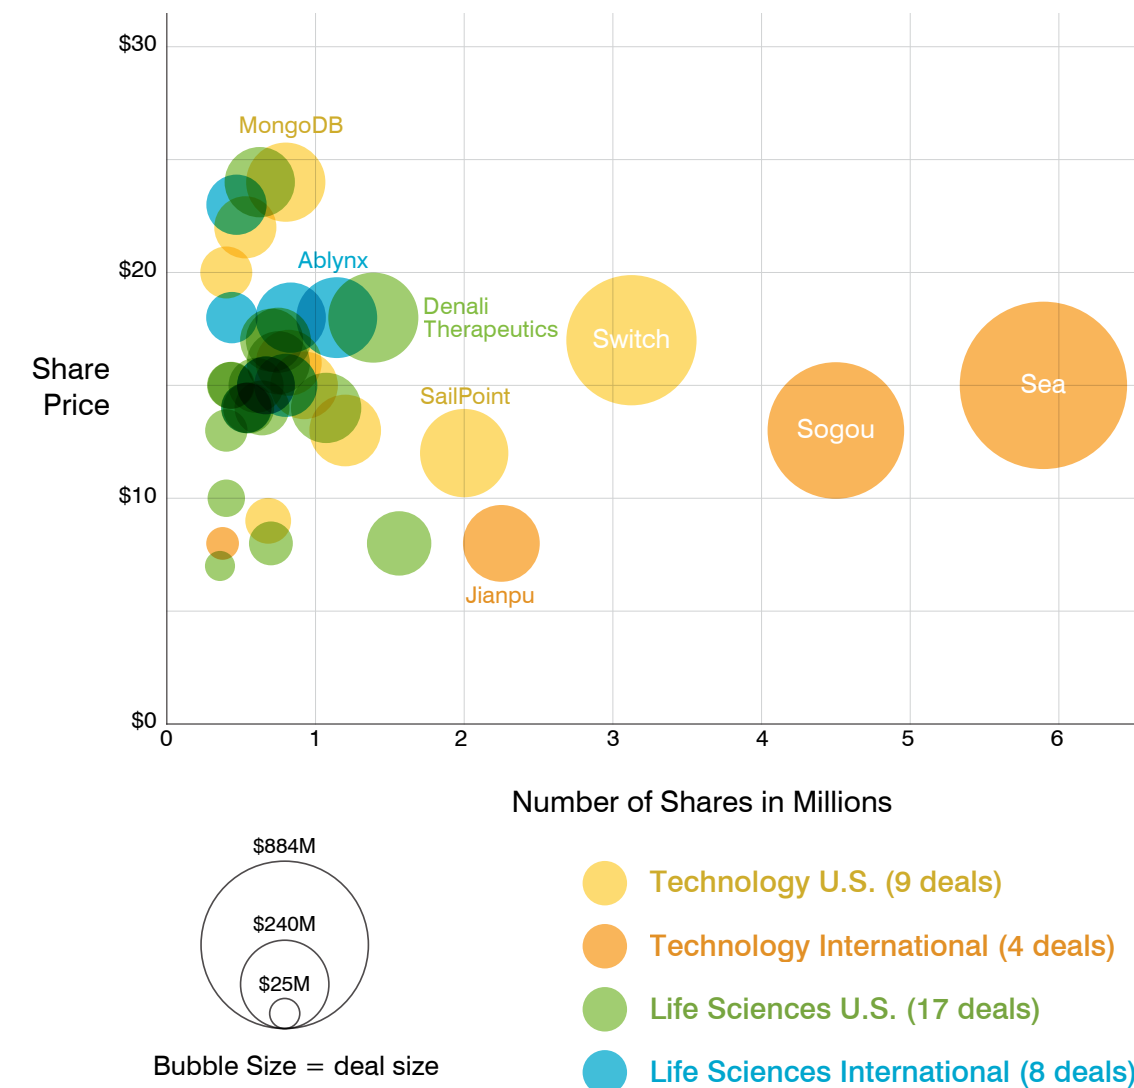 $30
MongoDB
$20
Ablynx
Denali
Therapeutics
Switch
Share
Price
Sea
SailPoint
Sogou
$10
Jianpu
$0
0 1 2 3 4 5 6
Number of Shares in Millions
$884M
$240M
$25M
Bubble Size = deal size
Technology U.S. (9 deals)
Technology International (4 deals)
Life Sciences U.S. (17 deals)
Life Sciences International (8 deals)